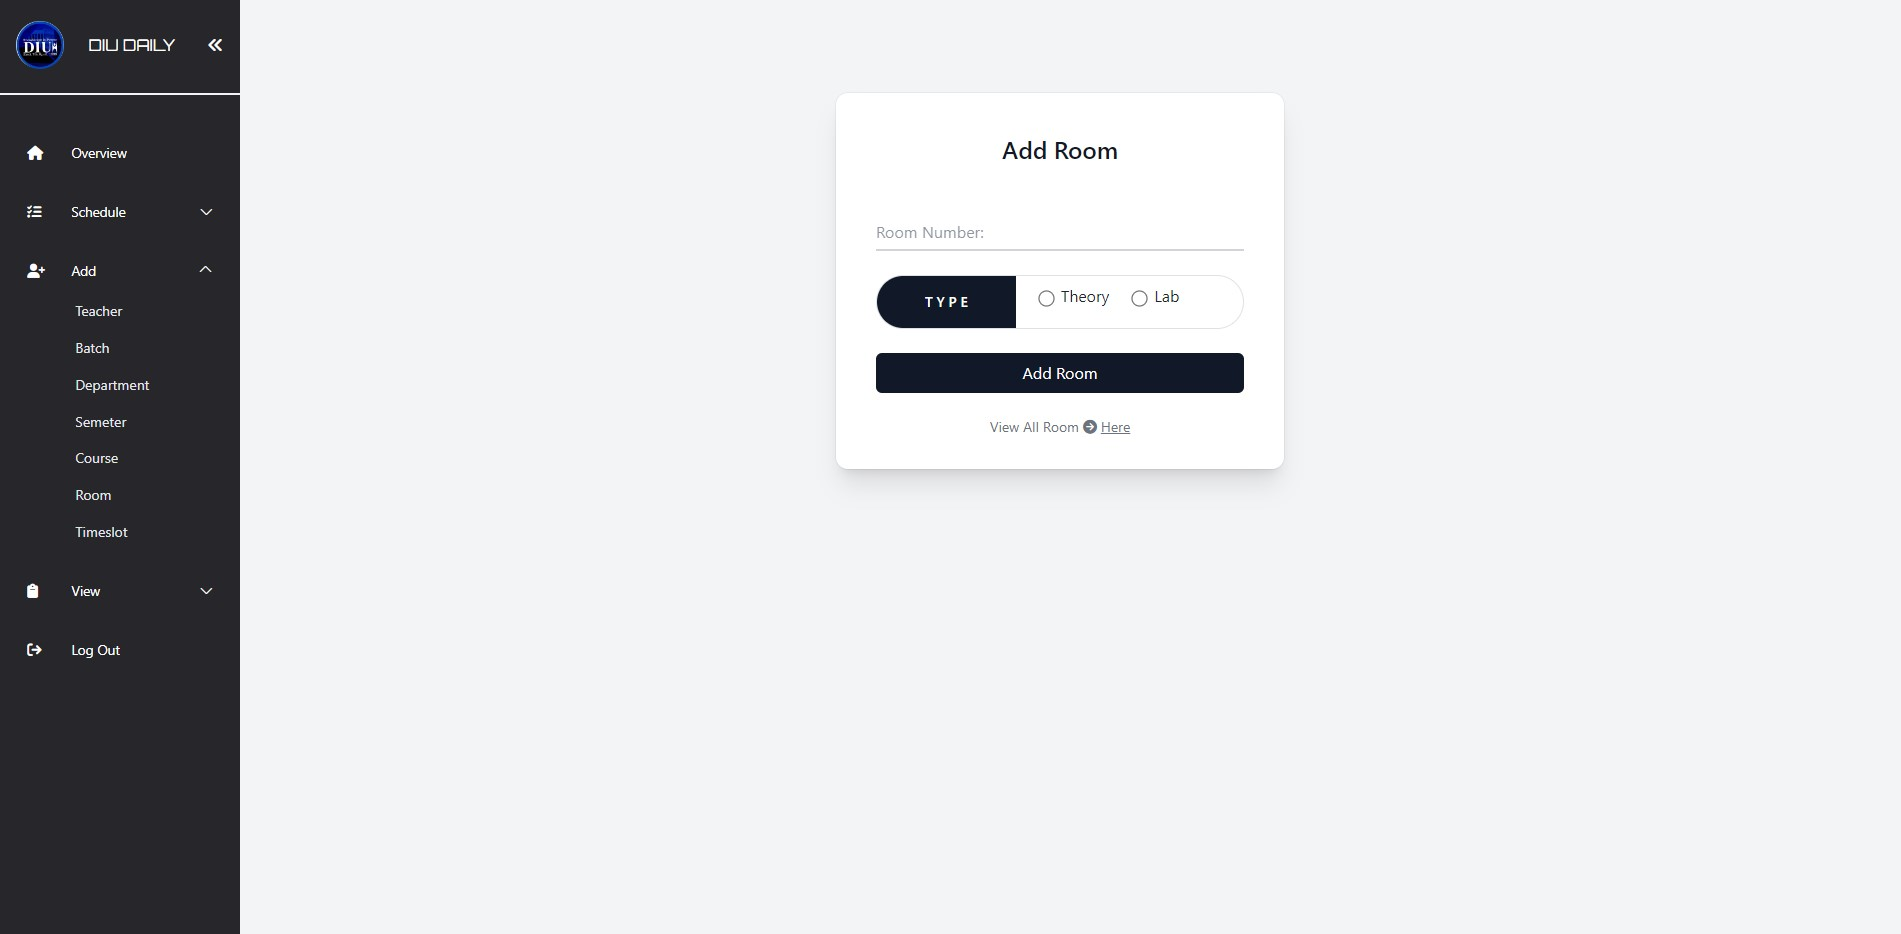 DIU
DIU DAILY
Overview
Schedule
Add
Teacher
Batch
Department
Semeter
Course
Room
Timeslot
View
Log Out
Add Room
Room Number:
TYPE
Theory
Lab
Add Room
View All Room Here